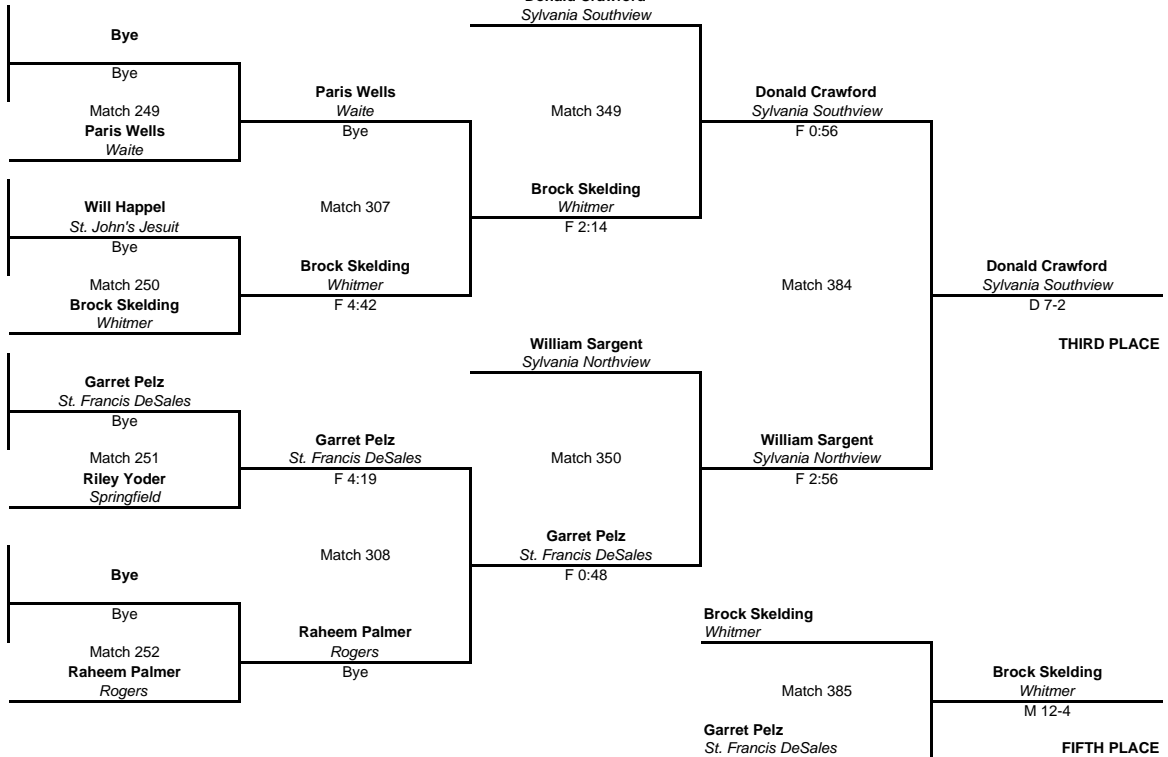 Donald Crawford
Sylvania Southview
Bye
Bye
Match 249
Paris Wells
Waite
Paris Wells
Waite
Bye
Match 349
Donald Crawford
Sylvania Southview
F 0:56
Will Happel
St. John's Jesuit
Bye
Match 307
Brock Skelding
Whitmer
F 2:14
Match 250
Brock Skelding
Whitmer
Brock Skelding
Whitmer
F 4:42
Match 384
Donald Crawford
Sylvania Southview
D 7-2
THIRD PLACE
William Sargent
Sylvania Northview
Garret Pelz
St. Francis DeSales
Bye
Match 251
Riley Yoder
Springfield
Garret Pelz
St. Francis DeSales
F 4:19
Match 350
William Sargent
Sylvania Northview
F 2:56
Match 308
Garret Pelz
St. Francis DeSales
F 0:48
Bye
Bye
Match 252
Raheem Palmer
Rogers
Raheem Palmer
Rogers
Bye
Brock Skelding
Whitmer
Match 385
Brock Skelding
Whitmer
M 12-4
Garret Pelz
St. Francis DeSales
FIFTH PLACE